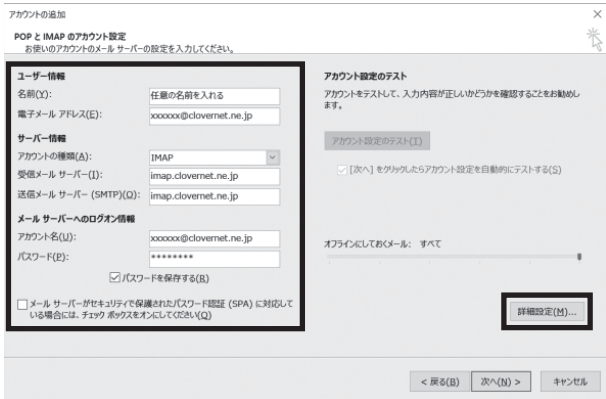 アカウントの追加
POP と IMAP のアカウント設定
お使いのアカウントのメール サーバーの設定を入力してください。
ユーザー情報
名前(Y):
任意の名前を入れる
電子メール アドレス(E):
xxxxxx@clovernet.ne.jp
サーバー情報
アカウントの種類(A):
IMAP
受信メール サーバー(I):
imap.clovernet.ne.jp
送信メール サーバー (SMTP)(O):
imap.clovernet.ne.jp
メール サーバーへのログオン情報
アカウント名(U):
xxxxxx@clovernet.ne.jp
パスワード(P):
********
パスワードを保存する(R)
メール サーバーがセキュリティで保護されたパスワード認証 (SPA) に対応して
いる場合には、チェック ボックスをオンにしてください(Q)
アカウント設定のテスト
アカウントをテストして、入力内容が正しいかどうかを確認することをお勧めし
ます。
アカウント設定のテスト(T)
[次へ] をクリックしたらアカウント設定を自動的にテストする(S)
オフラインにしておくメール: すべて
詳細設定(M)...
< 戻る(B)
次へ(N) >
キャンセル